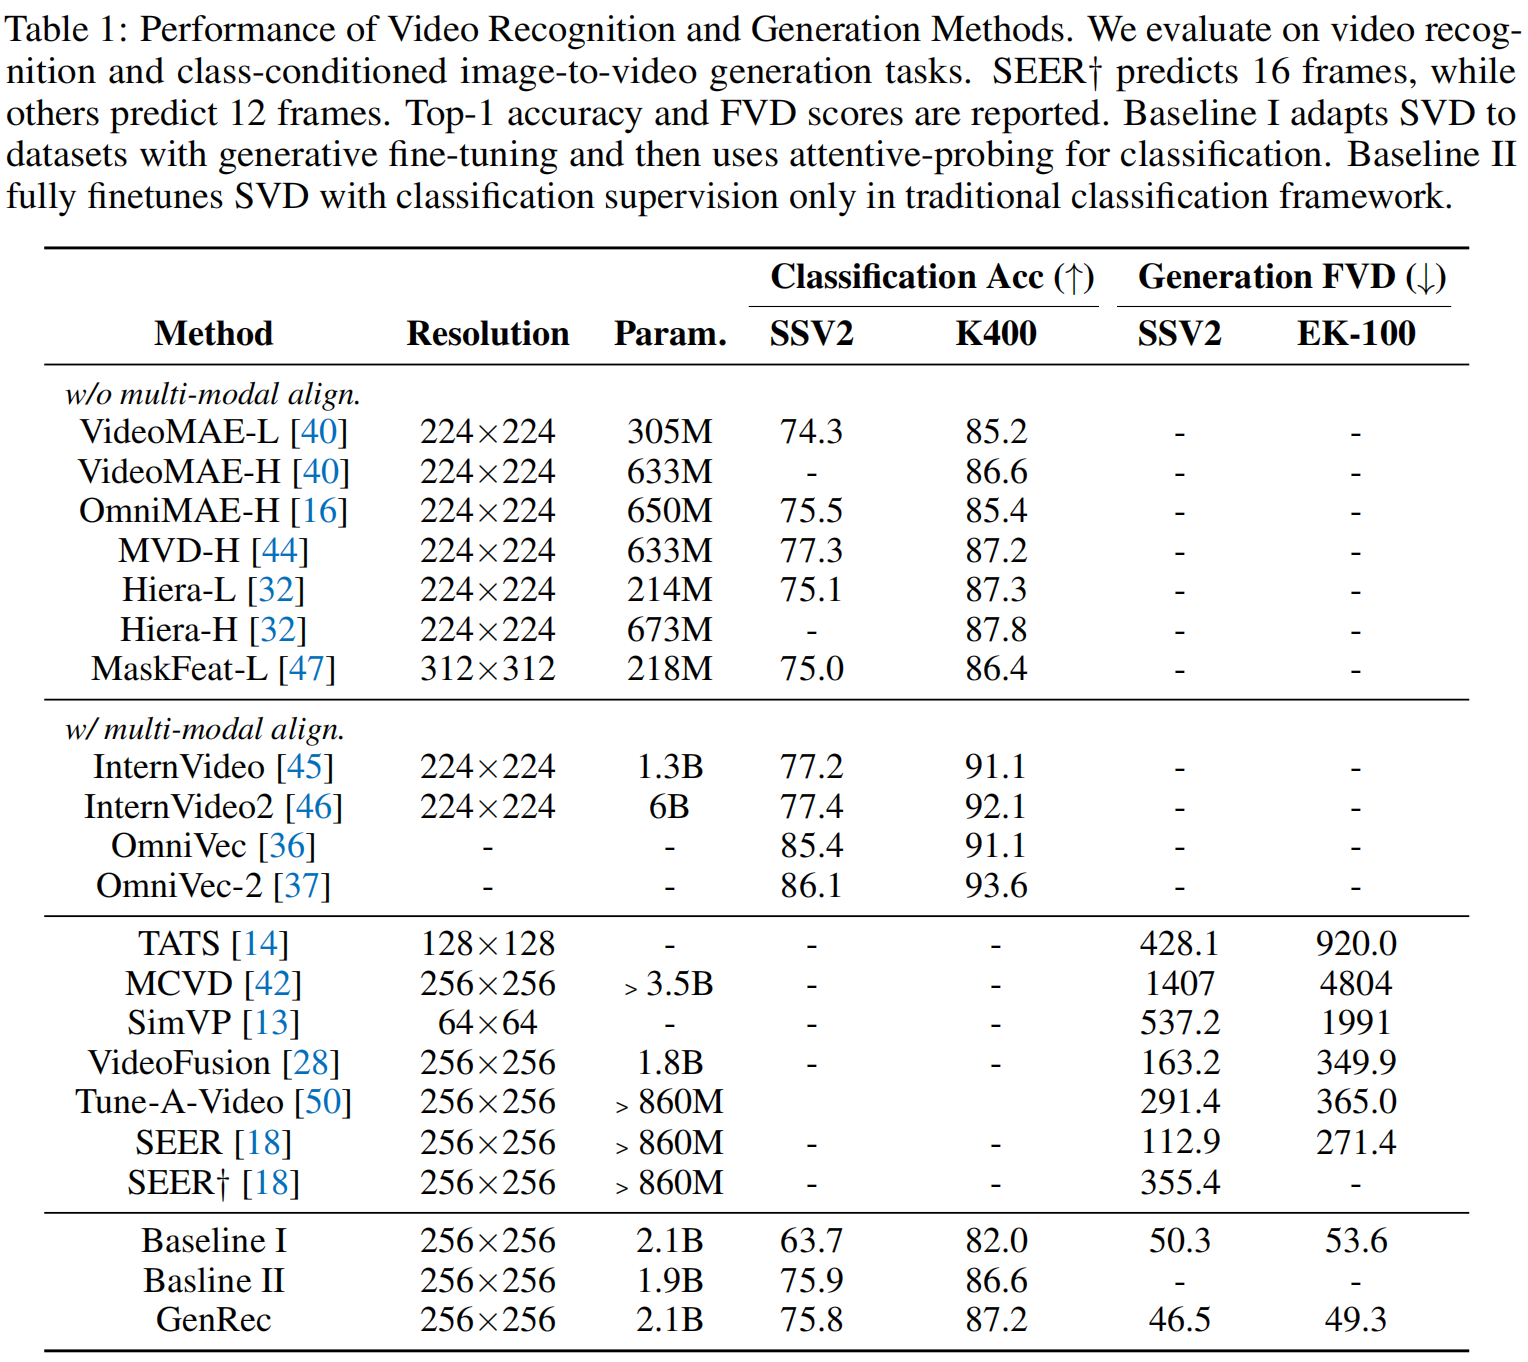 Table 1: Performance of Video Recognition and Generation Methods. We evaluate on video recog-
nition and class-conditioned image-to-video generation tasks. SEER† predicts 16 frames, while
others predict 12 frames. Top-1 accuracy and FVD scores are reported. Baseline I adapts SVD to
datasets with generative fine-tuning and then uses attentive-probing for classification. Baseline II
fully finetunes SVD with classification supervision only in traditional classification framework.
Classification Acc (↑) Generation FVD (↓)
Method Resolution Param. SSV2 K400 SSV2 EK-100
w/o multi-modal align.
VideoMAE-L [40] 224×224 305M 74.3 85.2 - -
VideoMAE-H [40] 224×224 633M - 86.6 - -
OmniMAE-H [16] 224×224 650M 75.5 85.4 - -
MVD-H [44] 224×224 633M 77.3 87.2 - -
Hiera-L [32] 224×224 214M 75.1 87.3 - -
Hiera-H [32] 224×224 673M - 87.8 - -
MaskFeat-L [47] 312×312 218M 75.0 86.4 - -
w/ multi-modal align.
InternVideo [45] 224×224 1.3B 77.2 91.1 - -
InternVideo2 [46] 224×224 6B 77.4 92.1 - -
OmniVec [36] - - 85.4 91.1 - -
OmniVec-2 [37] - - 86.1 93.6 - -
TATS [14] 128×128 - - - 428.1 920.0
MCVD [42] 256×256 > 3.5B - - 1407 4804
SimVP [13] 64×64 - - - 537.2 1991
VideoFusion [28] 256×256 1.8B - - 163.2 349.9
Tune-A-Video [50] 256×256 > 860M 291.4 365.0
SEER [18] 256×256 > 860M - - 112.9 271.4
SEER† [18] 256×256 > 860M - - 355.4 -
Baseline I 256×256 2.1B 63.7 82.0 50.3 53.6
Basline II 256×256 1.9B 75.9 86.6 - -
GenRec 256×256 2.1B 75.8 87.2 46.5 49.3